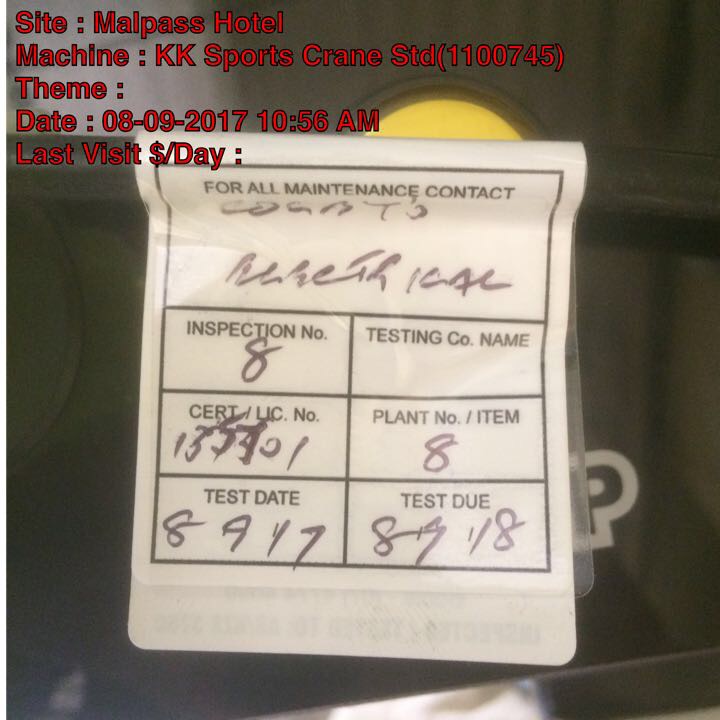 Site : Malpass Hotel
Machine : KK Sports Crane Std(1100745)
Theme :
Date : 08-09-2017 10:56 AM
Last Visit $/Day :
FOR ALL MAINTENANCE CONTACT
ELECTRICAL
INSPECTION No.
8
TESTING Co. NAME
CERT / LIC. No.
PLANT No. / ITEM
8
TEST DATE
8 9 17
TEST DUE
8 9 18